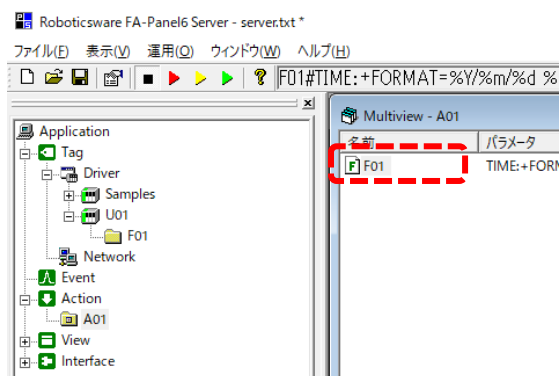 Roboticsware FA-Panel6 Server - server.txt *
ファイル(F) 表示(V) 運用(O) ウィンドウ(W) ヘルプ(H)
F01#TIME:+FORMAT=%Y/%m/%d %
Application
Tag
Driver
Samples
U01
F01
Network
Event
Action
A01
View
Interface
Multiview - A01
名前 パラメータ
F01 TIME:+FORM